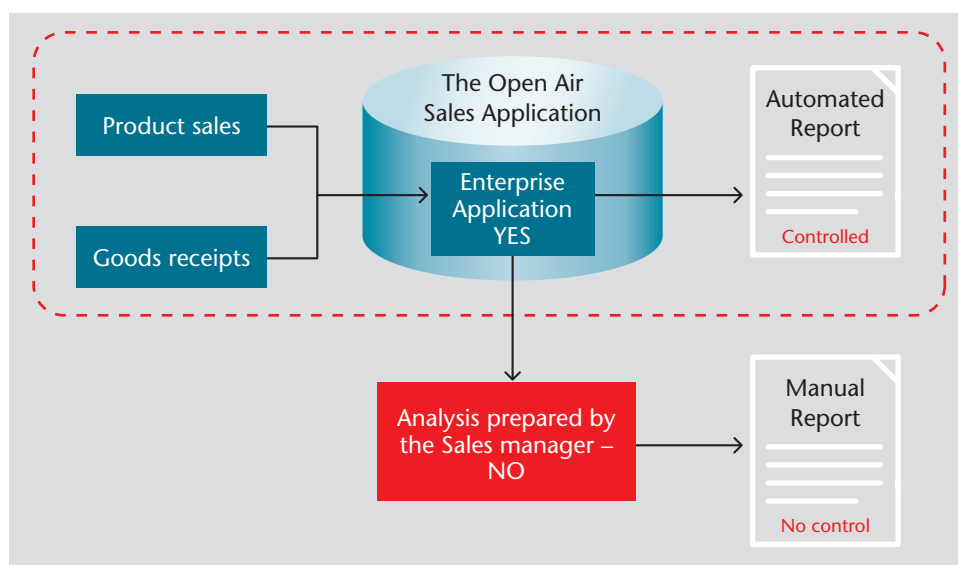 Product sales
Goods receipts
The Open Air
Sales Application
Enterprise
Application
YES
Automated
Report
Controlled
Analysis prepared by
the Sales manager –
NO
Manual
Report
No control